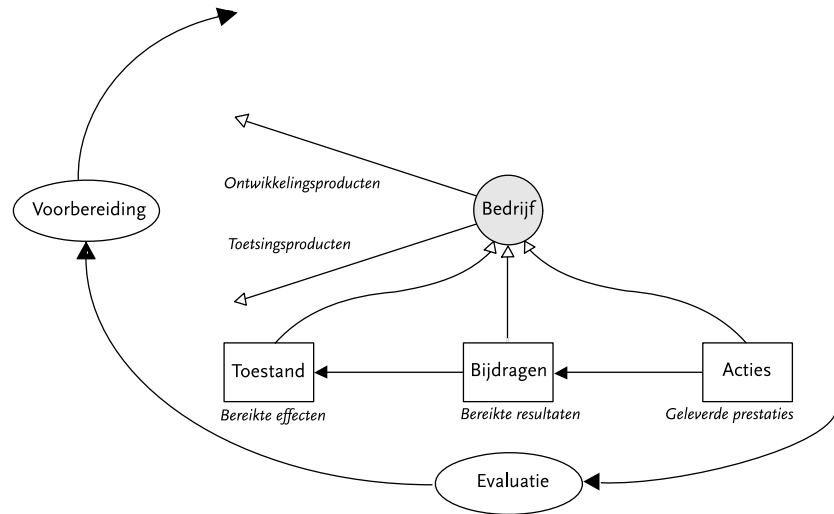 Ontwikkelingsproducten
Voorbereiding
Bedrijf
Toetsingsproducten
Toestand
Bijdragen
Acties
Bereikte effecten
Bereikte resultaten
Geleverde prestaties
Evaluatie